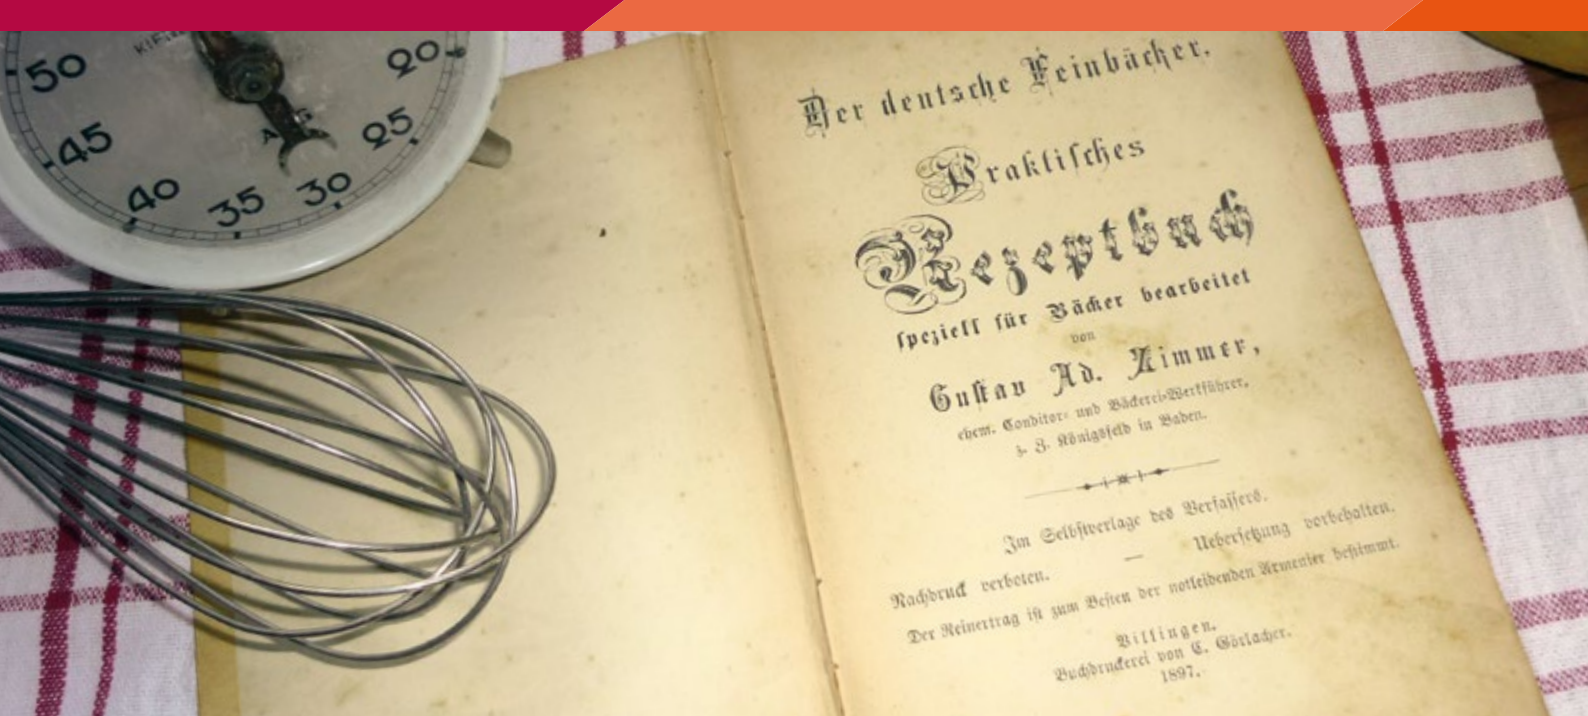 50
45
40
35
30
25
20
Der deutsche Feinbäcker.
Praktisches
Rezeptbuch
speziell für Bäcker bearbeitet
von
Gustav Ad. Zimmer,
ehem. Conditor- und Bäckerei-Werkführer,
z. Z. Königsfeld in Baden.
Im Selbstverlage des Verfassers.
Nachdruck verboten. — Uebersetzung vorbehalten.
Der Reinertrag ist zum Besten der notleidenden Armenier bestimmt.
Villingen.
Buchdruckerei von C. Görlacher.
1897.